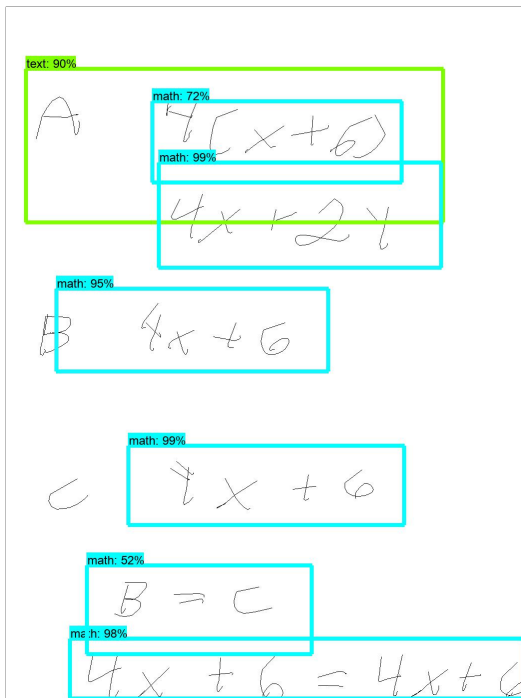 text: 90%
math: 72%
A 4(x+6)
math: 99%
4x + 24
math: 95%
B 4x + 6
math: 99%
C 4x + 6
math: 52%
B = C
math: 98%
4x + 6 = 4x + 6